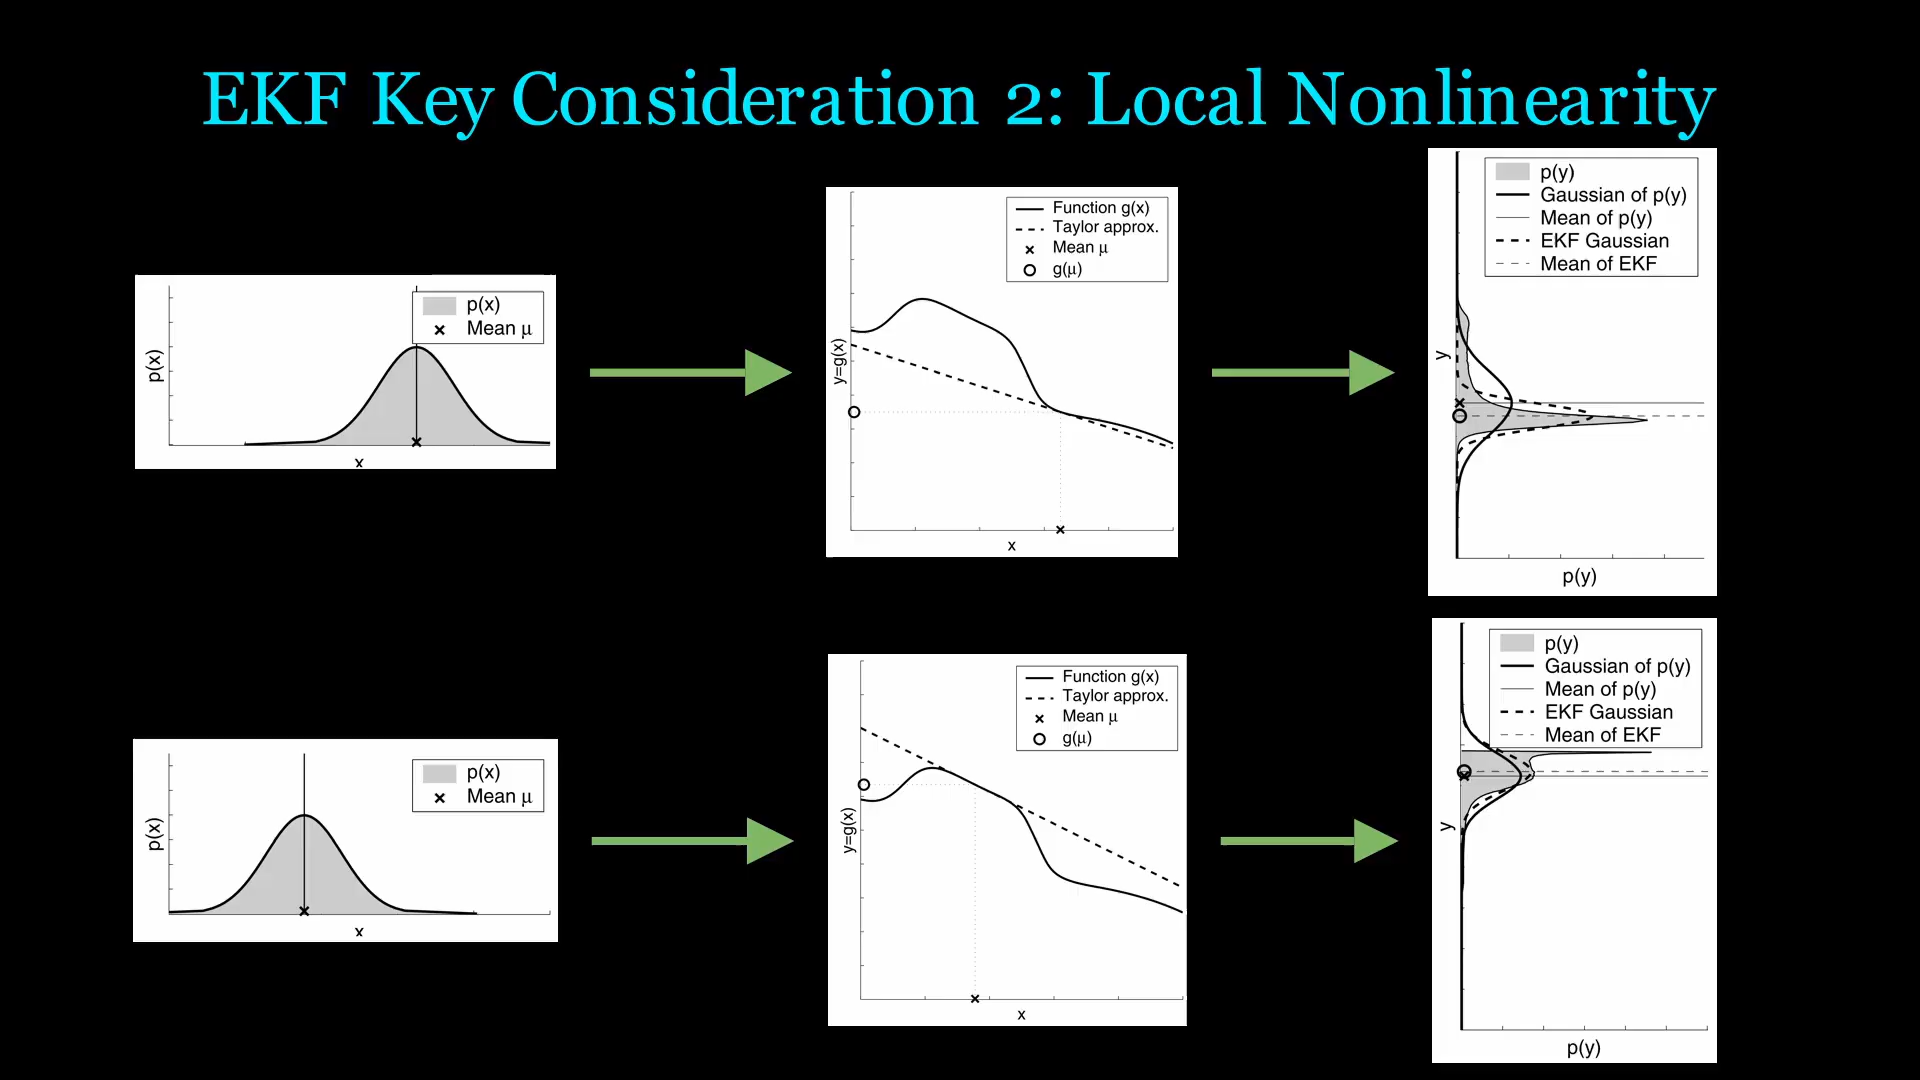 EKF Key Consideration 2: Local Nonlinearity
p(x)
Mean μ
p(x)
x
Function g(x)
Taylor approx.
Mean μ
g(μ)
y=g(x)
x
p(y)
Gaussian of p(y)
Mean of p(y)
EKF Gaussian
Mean of EKF
y
p(y)
p(x)
Mean μ
p(x)
x
Function g(x)
Taylor approx.
Mean μ
g(μ)
y=g(x)
x
p(y)
Gaussian of p(y)
Mean of p(y)
EKF Gaussian
Mean of EKF
y
p(y)